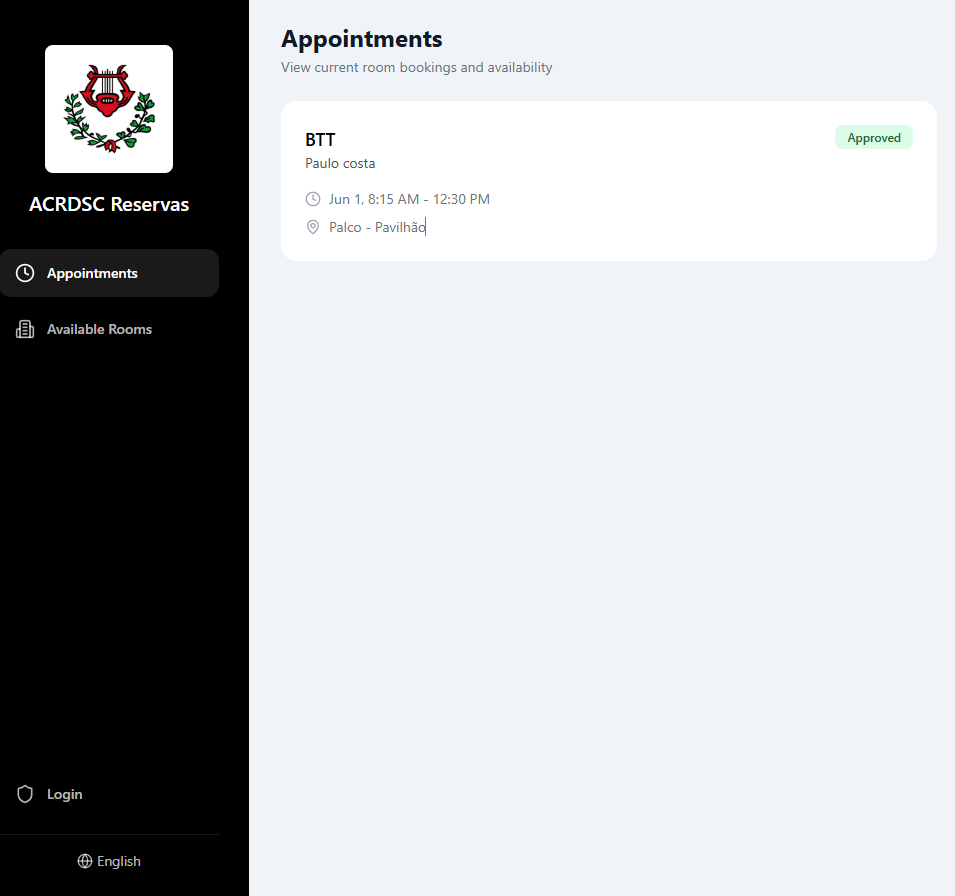 ACRDSC Reservas
Appointments
Available Rooms
Login
English
Appointments
View current room bookings and availability
BTT
Approved
Paulo costa
Jun 1, 8:15 AM - 12:30 PM
Palco - Pavilhão